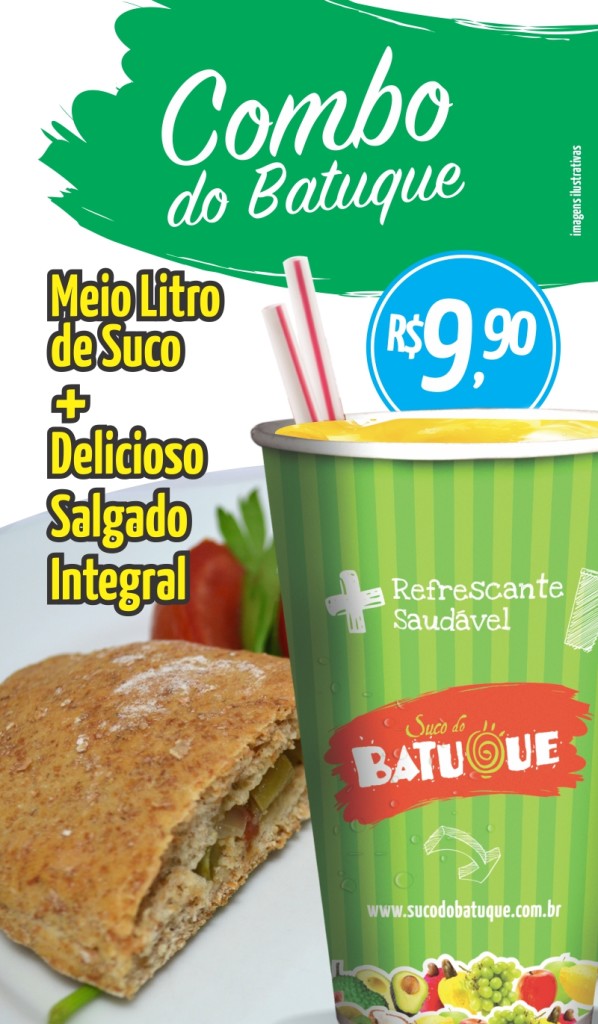 Combo
do Batuque
imagens ilustrativas
Meio Litro
de Suco
+
Delicioso
Salgado
Integral
R$9,90
+ Refrescante
Saudável
Suco do
BATUQUE
www.sucodobatuque.com.br